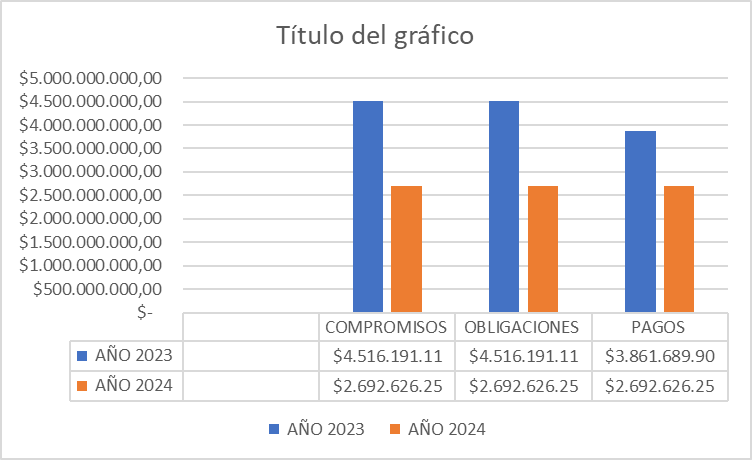 Título del gráfico
$5.000.000.000,00
$4.500.000.000,00
$4.000.000.000,00
$3.500.000.000,00
$3.000.000.000,00
$2.500.000.000,00
$2.000.000.000,00
$1.500.000.000,00
$1.000.000.000,00
$500.000.000,00
$-
COMPROMISOS OBLIGACIONES PAGOS
AÑO 2023 $4.516.191.11 $4.516.191.11 $3.861.689.90
AÑO 2024 $2.692.626.25 $2.692.626.25 $2.692.626.25
AÑO 2023 AÑO 2024